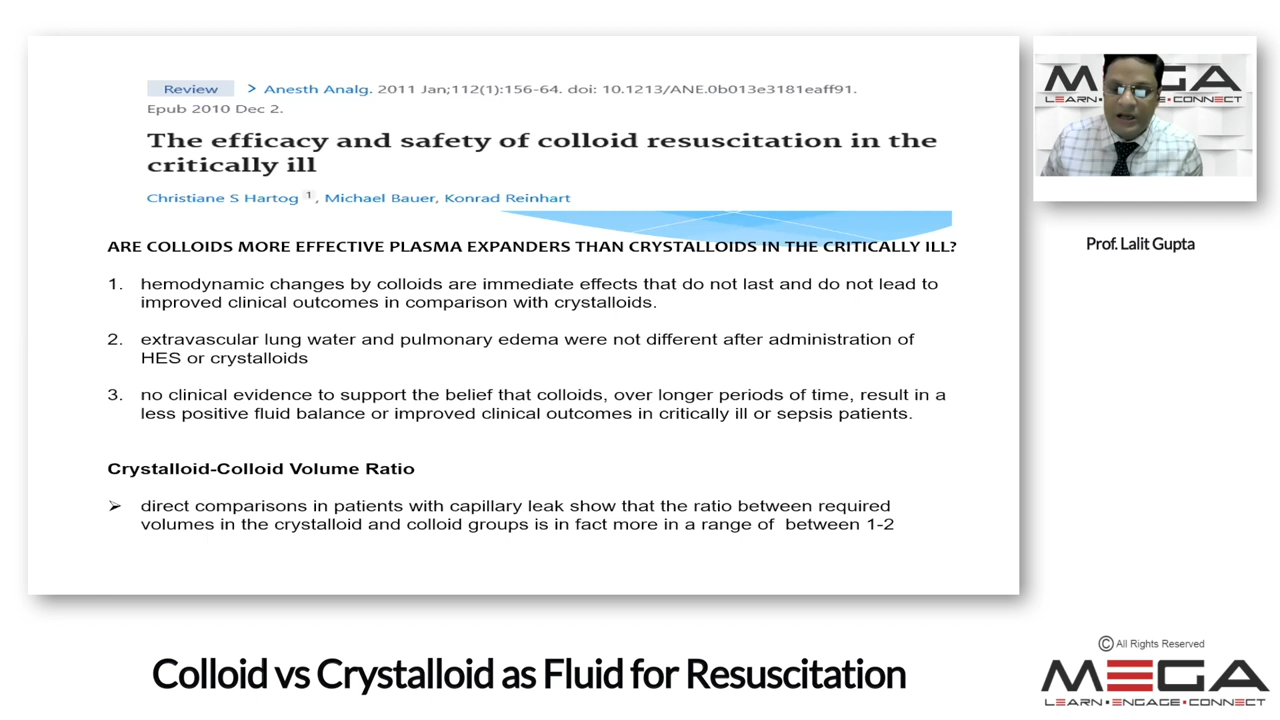 Review > Anesth Analg. 2011 Jan;112(1):156-64. doi: 10.1213/ANE.0b013e3181eaff91.
Epub 2010 Dec 2.
The efficacy and safety of colloid resuscitation in the
critically ill
Christiane S Hartog 1, Michael Bauer, Konrad Reinhart
ARE COLLOIDS MORE EFFECTIVE PLASMA EXPANDERS THAN CRYSTALLOIDS IN THE CRITICALLY ILL?
1. hemodynamic changes by colloids are immediate effects that do not last and do not lead to
improved clinical outcomes in comparison with crystalloids.
2. extravascular lung water and pulmonary edema were not different after administration of
HES or crystalloids
3. no clinical evidence to support the belief that colloids, over longer periods of time, result in a
less positive fluid balance or improved clinical outcomes in critically ill or sepsis patients.
Crystalloid-Colloid Volume Ratio
➢ direct comparisons in patients with capillary leak show that the ratio between required
volumes in the crystalloid and colloid groups is in fact more in a range of between 1-2
MEGA
LEARN•ENGAGE•CONNECT
Prof. Lalit Gupta
Colloid vs Crystalloid as Fluid for Resuscitation
© All Rights Reserved
MEGA
LEARN•ENGAGE•CONNECT